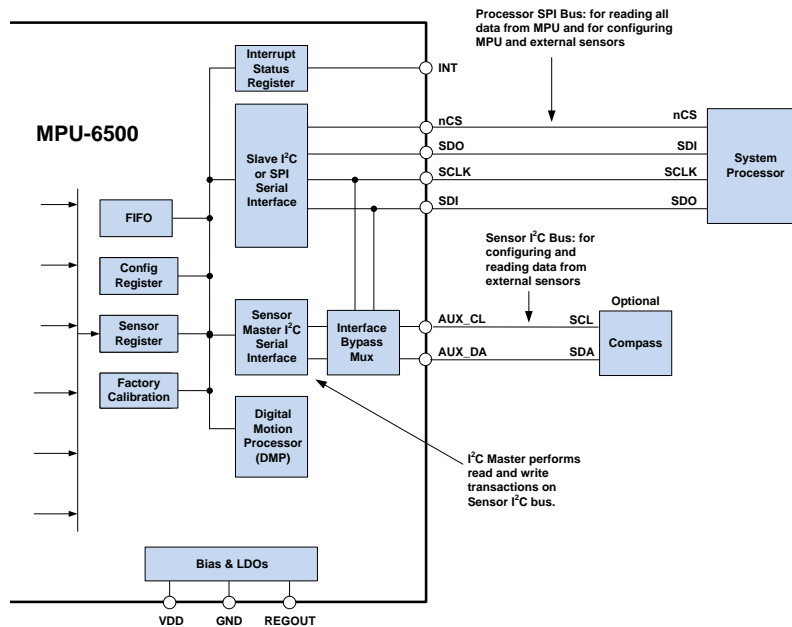 Processor SPI Bus: for reading all
data from MPU and for configuring
MPU and external sensors
Interrupt
Status
Register
INT
MPU-6500
Slave I²C
or SPI
Serial
Interface
nCS
SDO
SCLK
SDI
nCS
SDI
SCLK
SDO
System
Processor
FIFO
Config
Register
Sensor
Register
Factory
Calibration
Sensor I²C Bus: for
configuring and
reading data from
external sensors
Sensor
Master I²C
Serial
Interface
Interface
Bypass
Mux
AUX_CL
AUX_DA
SCL
SDA
Optional
Compass
Digital
Motion
Processor
(DMP)
I²C Master performs
read and write
transactions on
Sensor I²C bus.
Bias & LDOs
VDD
GND
REGOUT